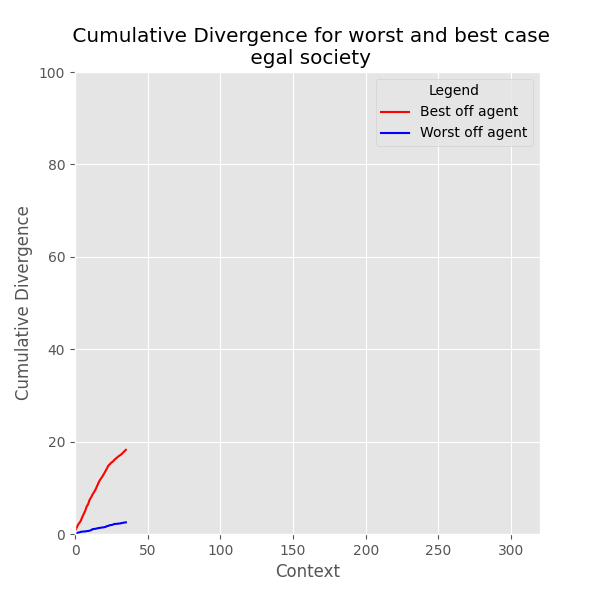 Cumulative Divergence for worst and best case
egal society
Legend
Best off agent
Worst off agent
Cumulative Divergence
100
80
60
40
20
0
0 50 100 150 200 250 300
Context